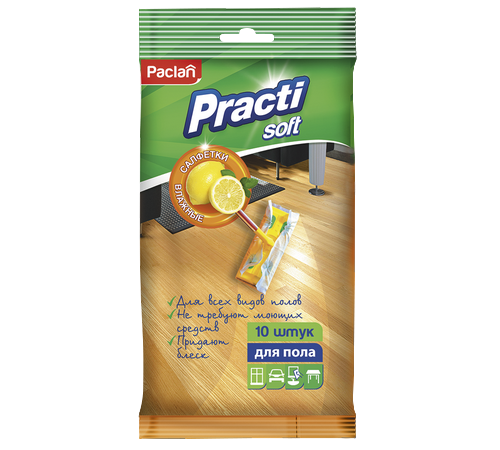 Paclan
Practi
soft
САЛФЕТКИ
ВЛАЖНЫЕ
Для всех видов полов
Не требуют моющих
средств
Придают
блеск
10 штук
для пола